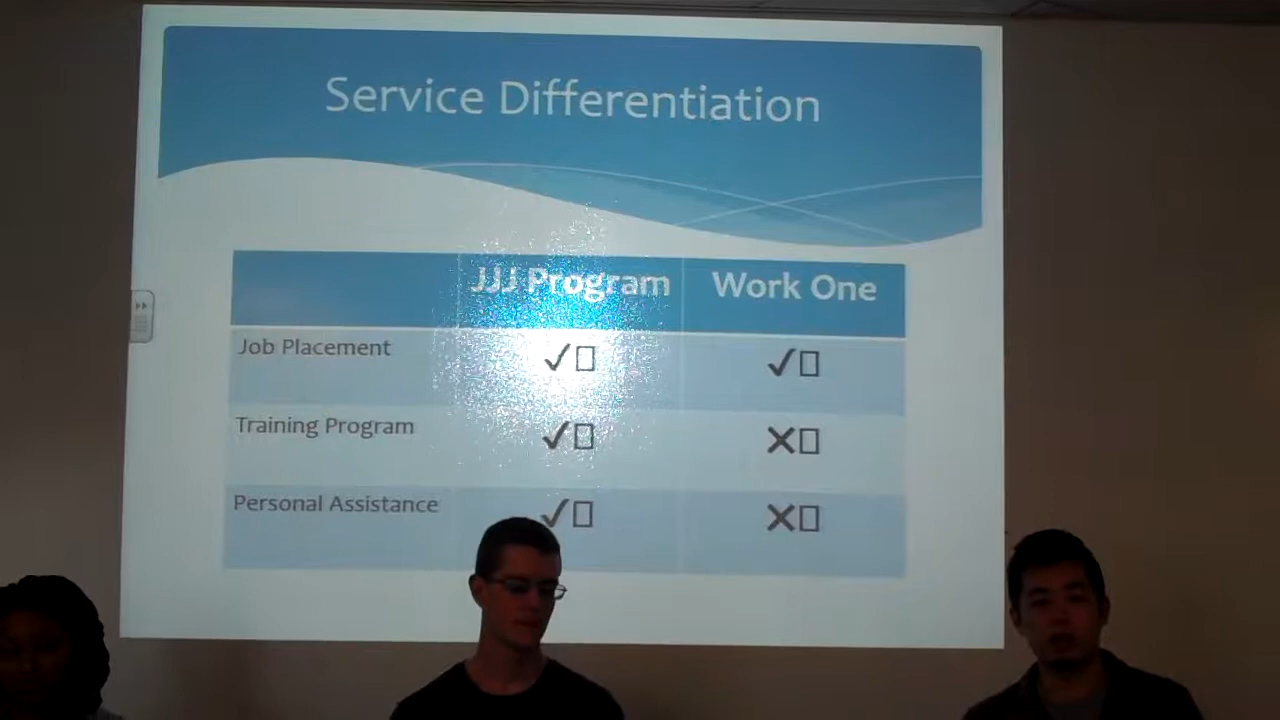 Service Differentiation
JJJ Program Work One
Job Placement ✓▯ ✓▯
Training Program ✓▯ ✕▯
Personal Assistance ✓▯ ✕▯